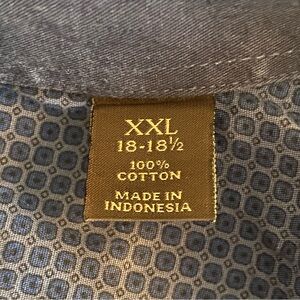 XXL
18-18½
100%
COTTON
MADE IN
INDONESIA